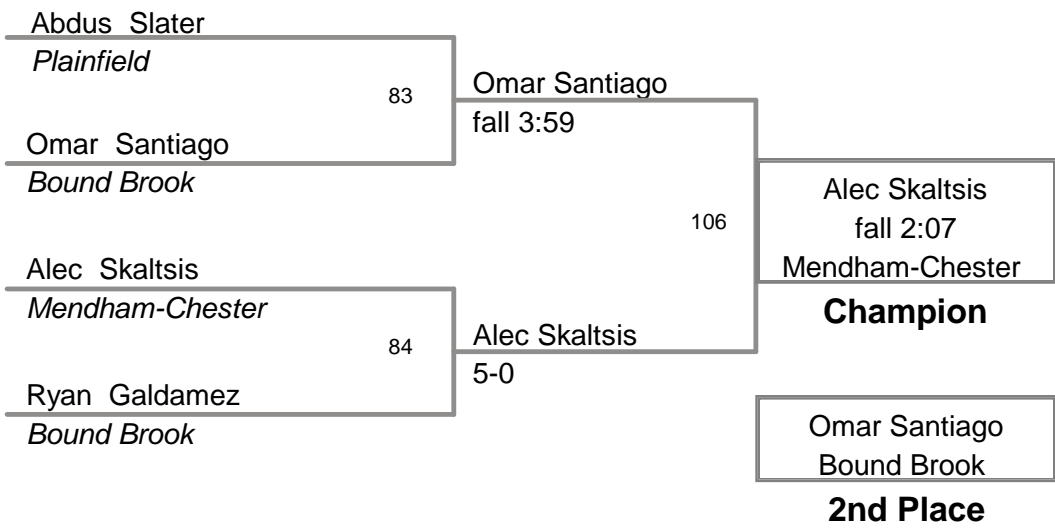 Abdus Slater
Plainfield
83
Omar Santiago
Bound Brook
Omar Santiago
fall 3:59
Alec Skaltsis
Mendham-Chester
84
Ryan Galdamez
Bound Brook
Alec Skaltsis
5-0
106
Alec Skaltsis
fall 2:07
Mendham-Chester
Champion
Omar Santiago
Bound Brook
2nd Place